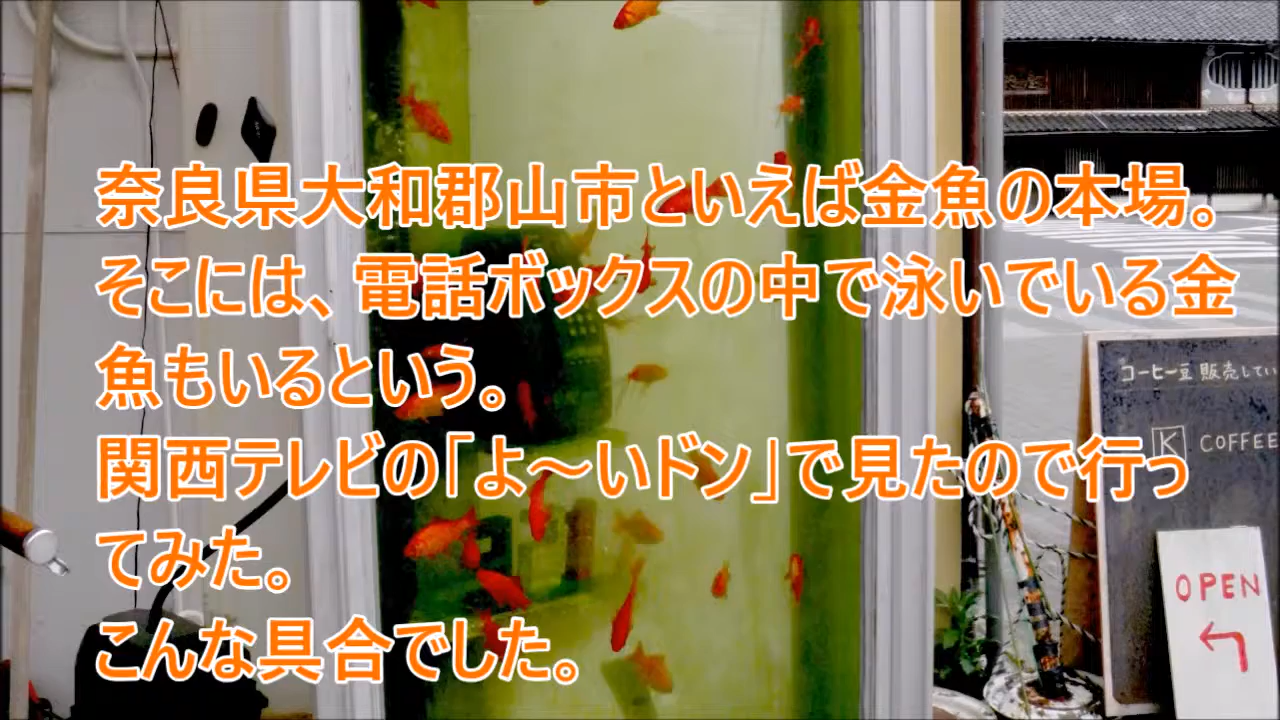 奈良県大和郡山市といえば金魚の本場。
そこには、電話ボックスの中で泳いでいる金
魚もいるという。
関西テレビの「よ〜いドン」で見たので行っ
てみた。
こんな具合でした。
コーヒー豆 販売してい
K COFFEE
OPEN